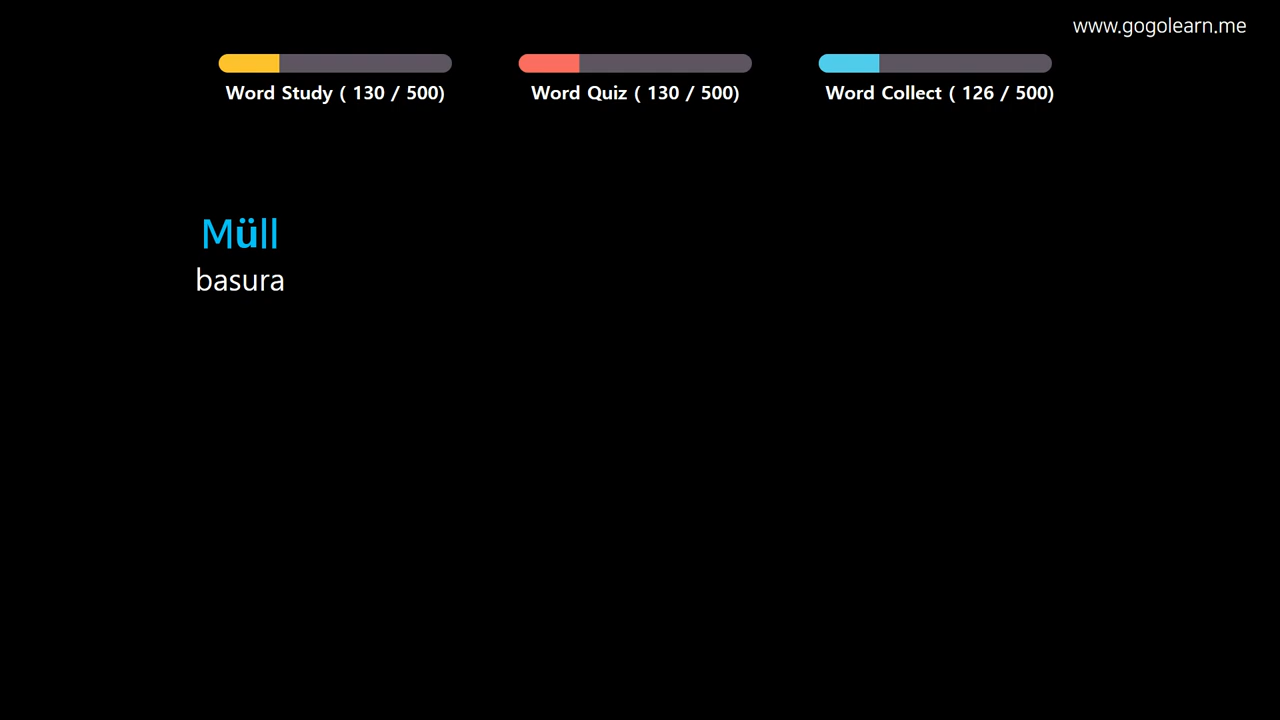 www.gogolearn.me
Word Study ( 130 / 500)
Word Quiz ( 130 / 500)
Word Collect ( 126 / 500)
Müll
basura